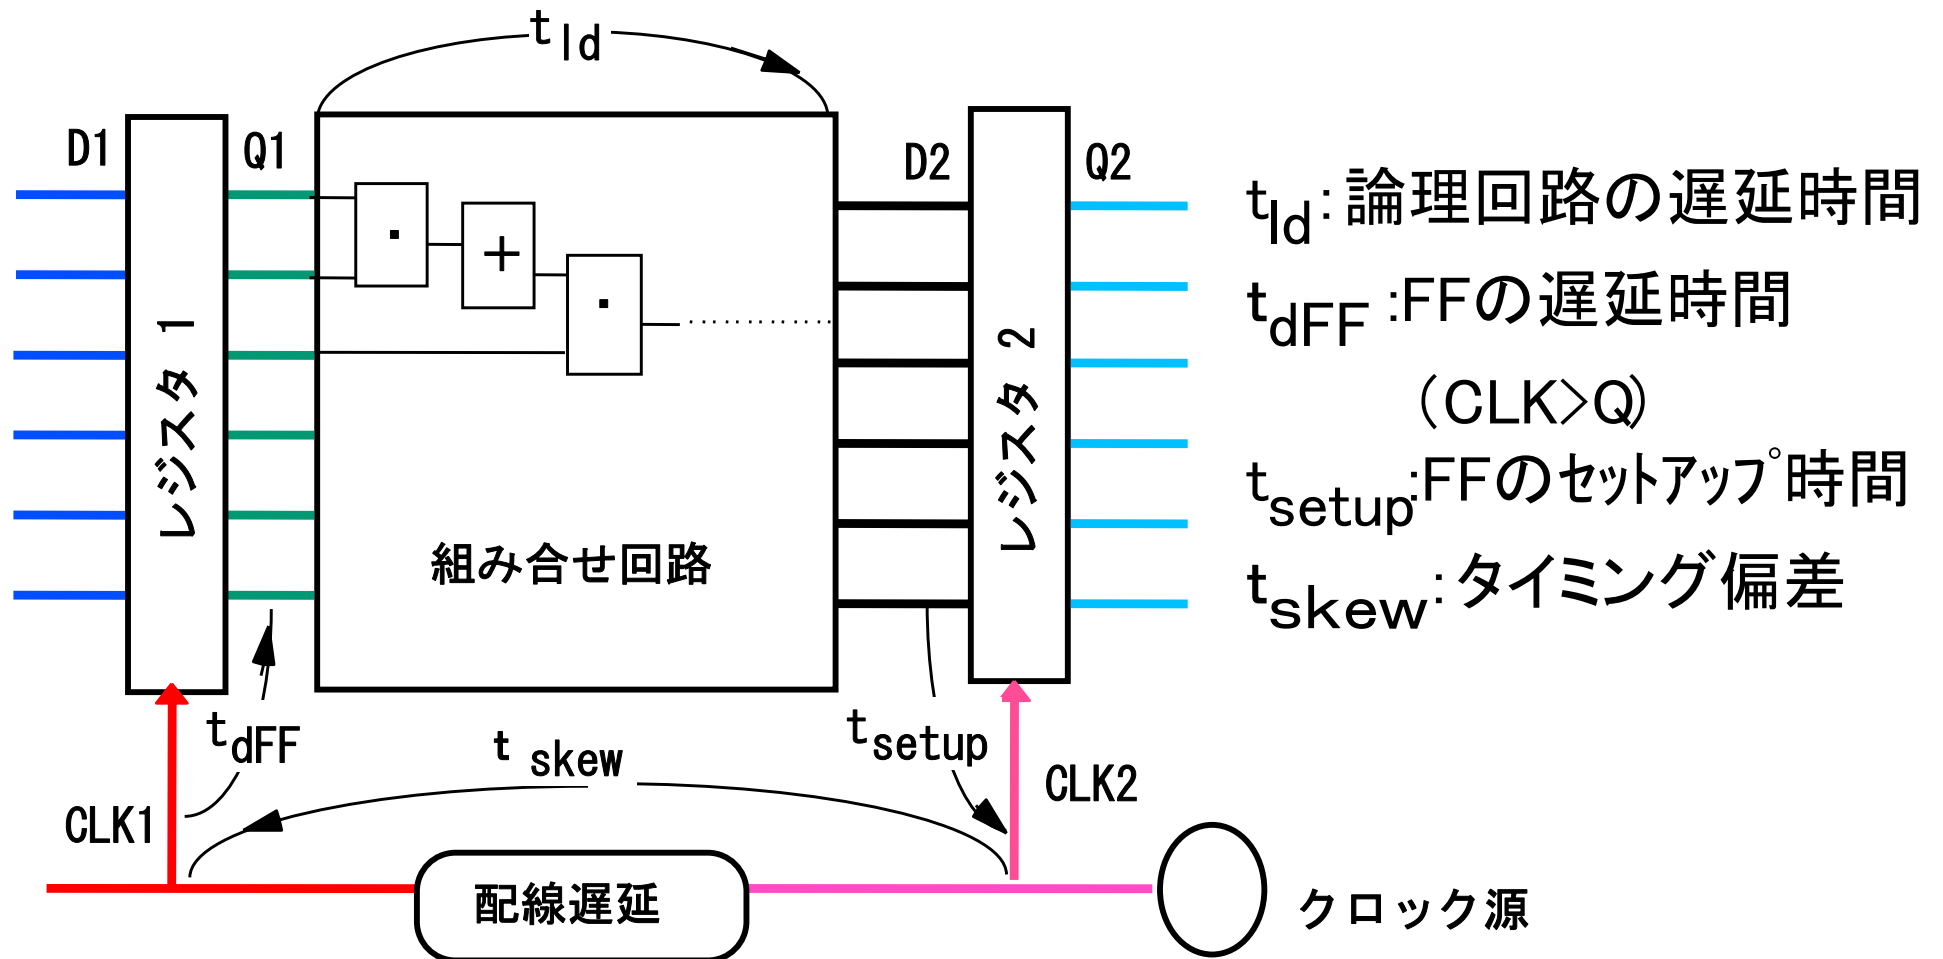 tld
D1
Q1
D2
Q2
レジスタ 1
・
+
・
レジスタ 2
組み合せ回路
tld:論理回路の遅延時間
tdFF:FFの遅延時間
(CLK>Q)
tsetup:FFのセットアップ時間
tskew:タイミング偏差
tdFF
t skew
tsetup
CLK1
CLK2
配線遅延
クロック源